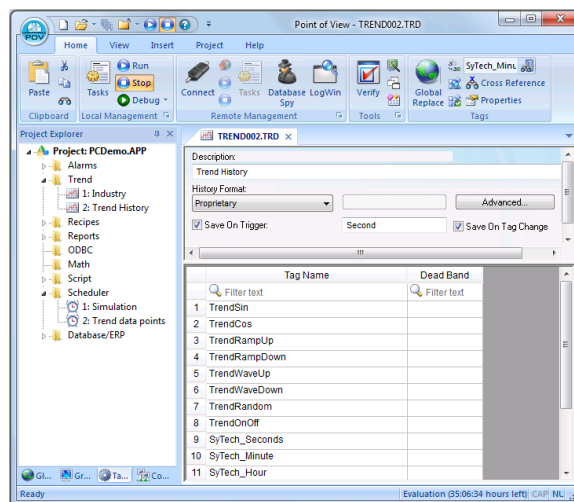 Point of View - TREND002.TRD
POV
Home View Insert Project Help
Paste
Clipboard
Tasks
Run
Stop
Debug
Local Management
Connect
Tasks
Database Spy
LogWin
Remote Management
Verify
Tools
Global Replace
SyTech_Minu
Cross Reference
Properties
Tags
Project Explorer
Project: PCDemo.APP
Alarms
Trend
1: Industry
2: Trend History
Recipes
Reports
ODBC
Math
Script
Scheduler
1: Simulation
2: Trend data points
Database/ERP
Gl... Gr... Ta... Co...
TREND002.TRD
Description:
Trend History
History Format:
Proprietary
Advanced...
Save On Trigger: Second Save On Tag Change
Tag Name Dead Band
Filter text Filter text
1 TrendSin
2 TrendCos
3 TrendRampUp
4 TrendRampDown
5 TrendWaveUp
6 TrendWaveDown
7 TrendRandom
8 TrendOnOff
9 SyTech_Seconds
10 SyTech_Minute
11 SyTech_Hour
Ready Evaluation (35:06:34 hours left) CAP NU